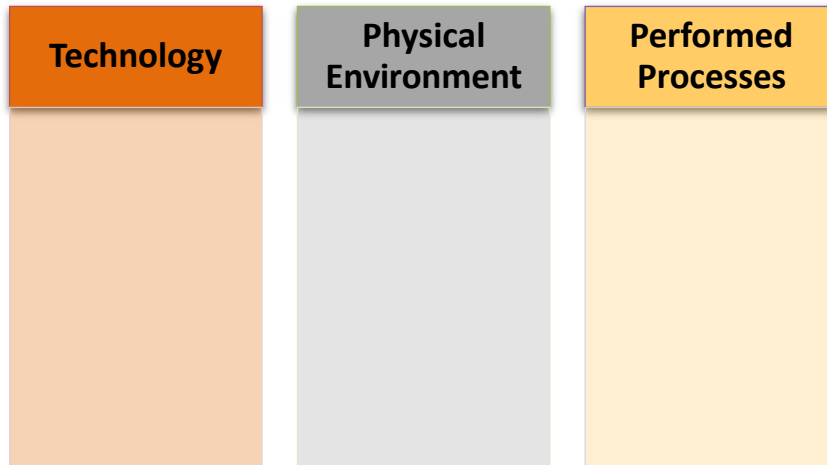 Technology
Physical
Environment
Performed
Processes